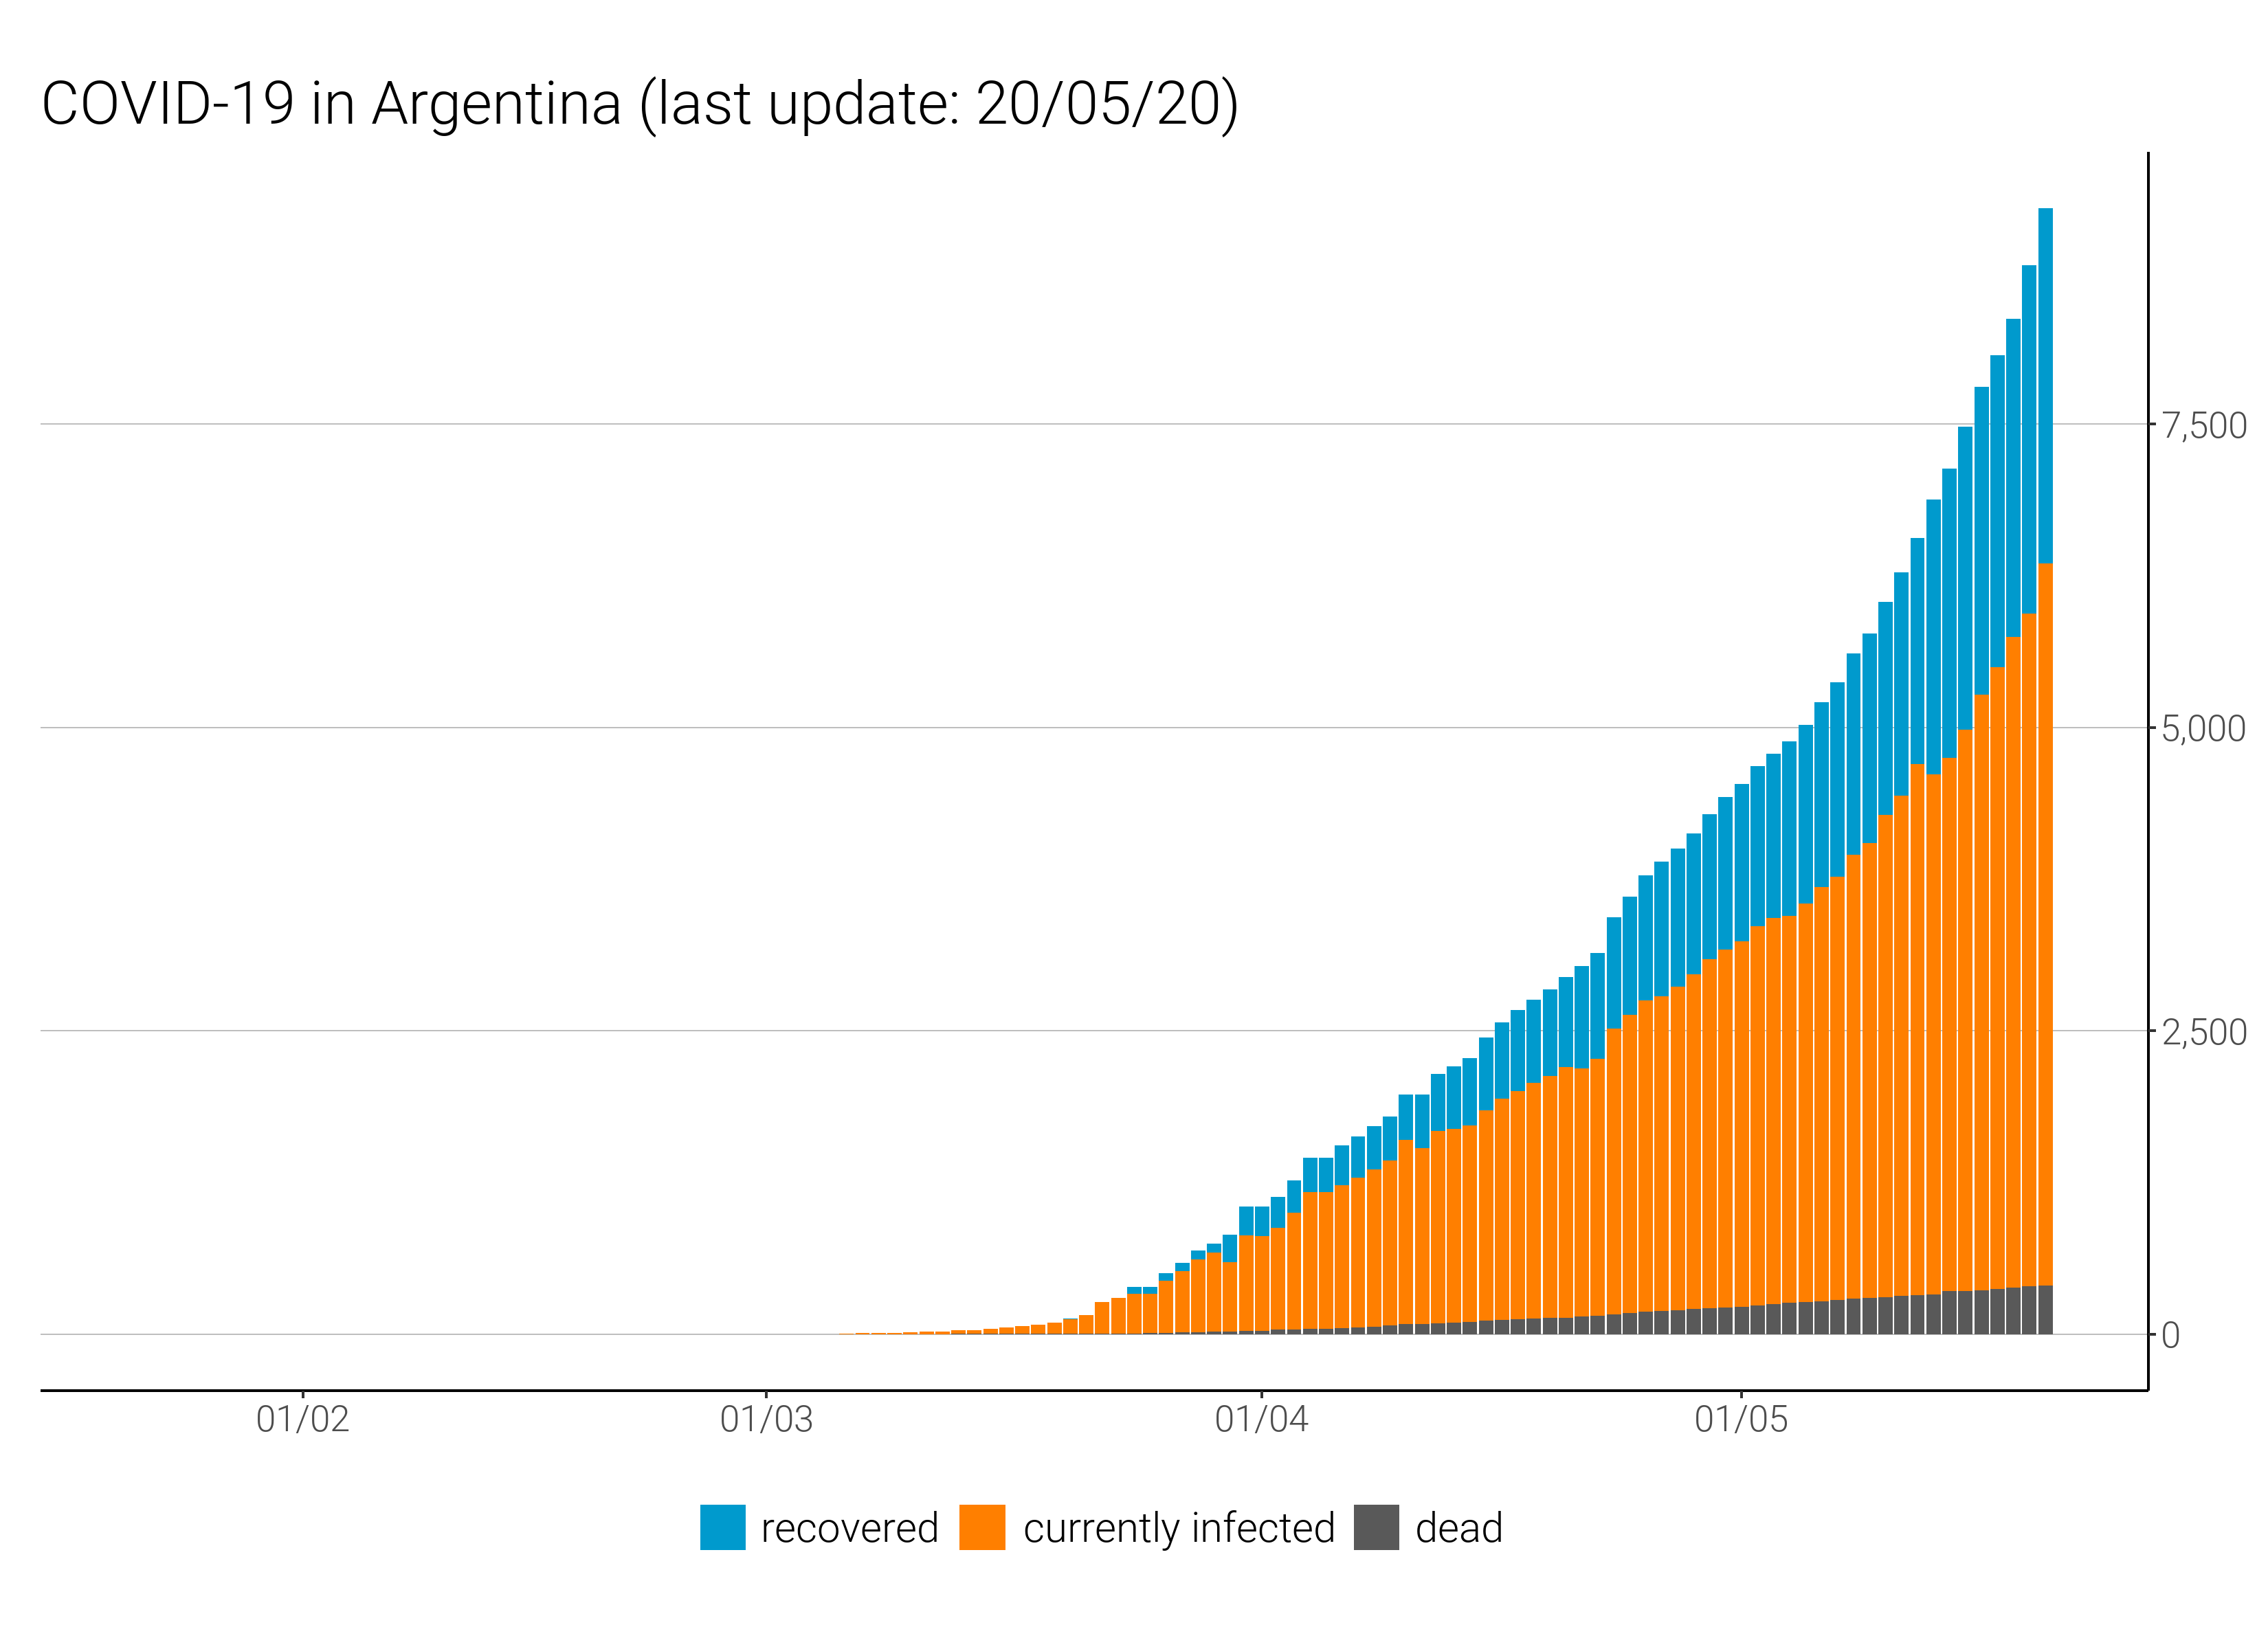 COVID-19 in Argentina (last update: 20/05/20)
7,500
5,000
2,500
0
01/02 01/03 01/04 01/05
recovered currently infected dead